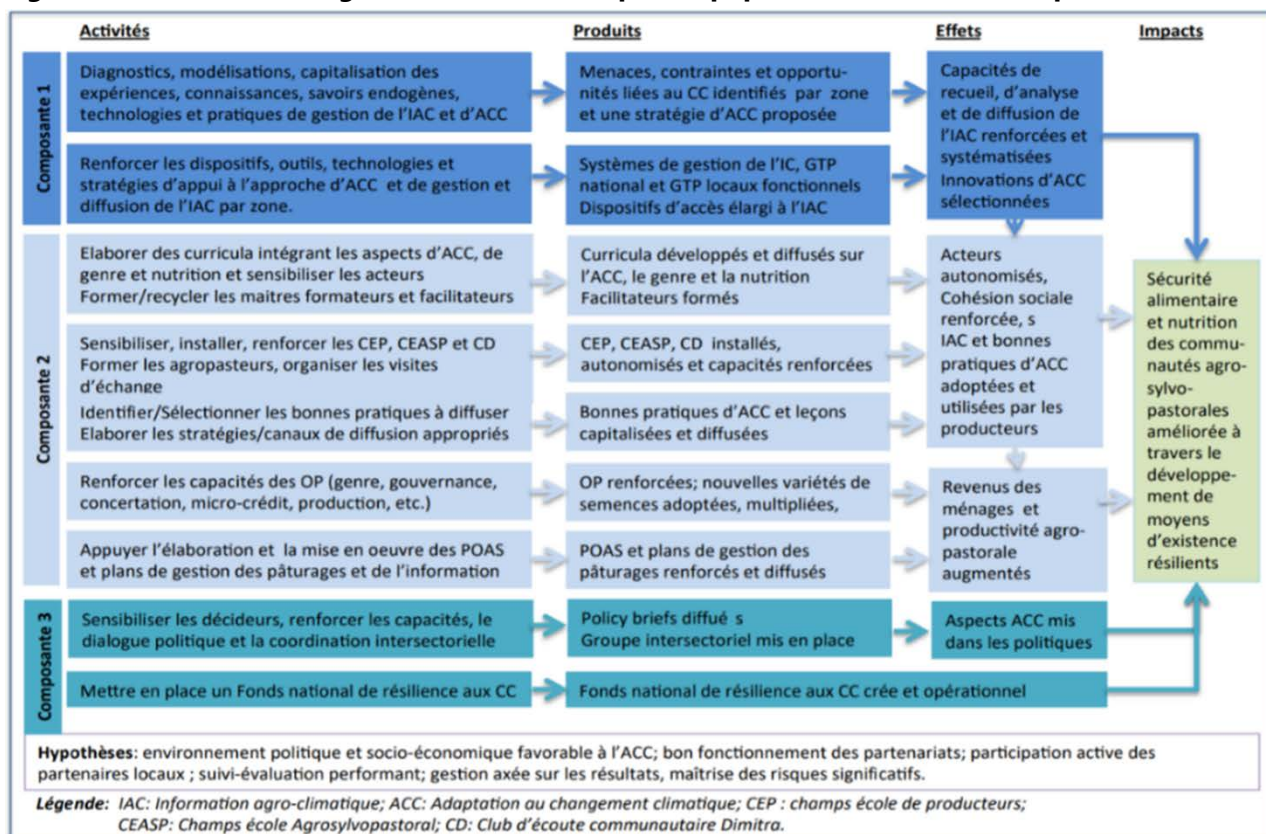 Activités
Produits
Effets
Impacts
Composante 1
Diagnostics, modélisations, capitalisation des
expériences, connaissances, savoirs endogènes,
technologies et pratiques de gestion de l'IAC et d'ACC
Menaces, contraintes et opportu-
nités liées au CC identifiés par zone
et une stratégie d'ACC proposée
Capacités de
recueil, d'analyse
et de diffusion de
l'IAC renforcées et
systématisées
Innovations d'ACC
sélectionnées
Renforcer les dispositifs, outils, technologies et
stratégies d'appui à l'approche d'ACC et de gestion et
diffusion de l'IAC par zone.
Systèmes de gestion de l'IC, GTP
national et GTP locaux fonctionnels
Dispositifs d'accès élargi à l'IAC
Composante 2
Elaborer des curricula intégrant les aspects d'ACC, de
genre et nutrition et sensibiliser les acteurs
Former/recycler les maitres formateurs et facilitateurs
Curricula développés et diffusés sur
l'ACC, le genre et la nutrition
Facilitateurs formés
Acteurs
autonomisés,
Cohésion sociale
renforcée, s
IAC et bonnes
pratiques d'ACC
adoptées et
utilisées par les
producteurs
Sensibiliser, installer, renforcer les CEP, CEASP et CD
Former les agropasteurs, organiser les visites
d'échange
CEP, CEASP, CD installés,
autonomisés et capacités renforcées
Identifier/Sélectionner les bonnes pratiques à diffuser
Elaborer les stratégies/canaux de diffusion appropriés
Bonnes pratiques d'ACC et leçons
capitalisées et diffusées
Renforcer les capacités des OP (genre, gouvernance,
concertation, micro-crédit, production, etc.)
OP renforcées; nouvelles variétés de
semences adoptées, multipliées,
Revenus des
ménages et
productivité agro-
pastorale
augmentés
Appuyer l'élaboration et la mise en oeuvre des POAS
et plans de gestion des pâturages et de l'information
POAS et plans de gestion des
pâturages renforcés et diffusés
Sécurité
alimentaire
et nutrition
des commu-
nautés agro-
sylvo-
pastorales
améliorée à
travers le
développe-
ment de
moyens
d'existence
résilients
Composante 3
Sensibiliser les décideurs, renforcer les capacités, le
dialogue politique et la coordination intersectorielle
Policy briefs diffué s
Groupe intersectoriel mis en place
Aspects ACC mis
dans les politiques
Mettre en place un Fonds national de résilience aux CC
Fonds national de résilience aux CC crée et opérationnel
Hypothèses: environnement politique et socio-économique favorable à l'ACC; bon fonctionnement des partenariats; participation active des
partenaires locaux ; suivi-évaluation performant; gestion axée sur les résultats, maîtrise des risques significatifs.
Légende: IAC: Information agro-climatique; ACC: Adaptation au changement climatique; CEP : champs école de producteurs;
CEASP: Champs école Agrosylvopastoral; CD: Club d'écoute communautaire Dimitra.